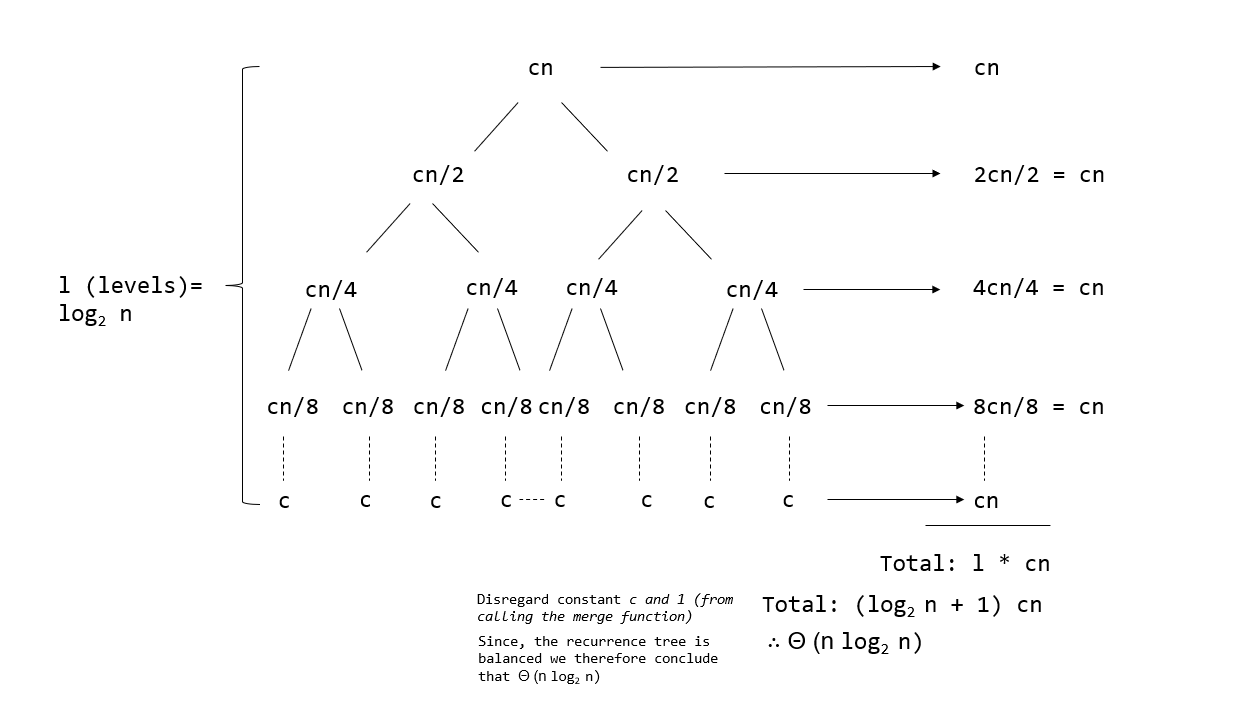 cn cn
cn/2 cn/2 2cn/2 = cn
l (levels)=
log₂ n
cn/4 cn/4 cn/4 cn/4 4cn/4 = cn
cn/8 cn/8 cn/8 cn/8 cn/8 cn/8 cn/8 cn/8 8cn/8 = cn
c c c c c c c c cn
Total: l * cn
Disregard constant c and 1 (from
calling the merge function)
Since, the recurrence tree is
balanced we therefore conclude
that Θ(n log₂ n)
Total: (log₂ n + 1) cn
∴ Θ (n log₂ n)